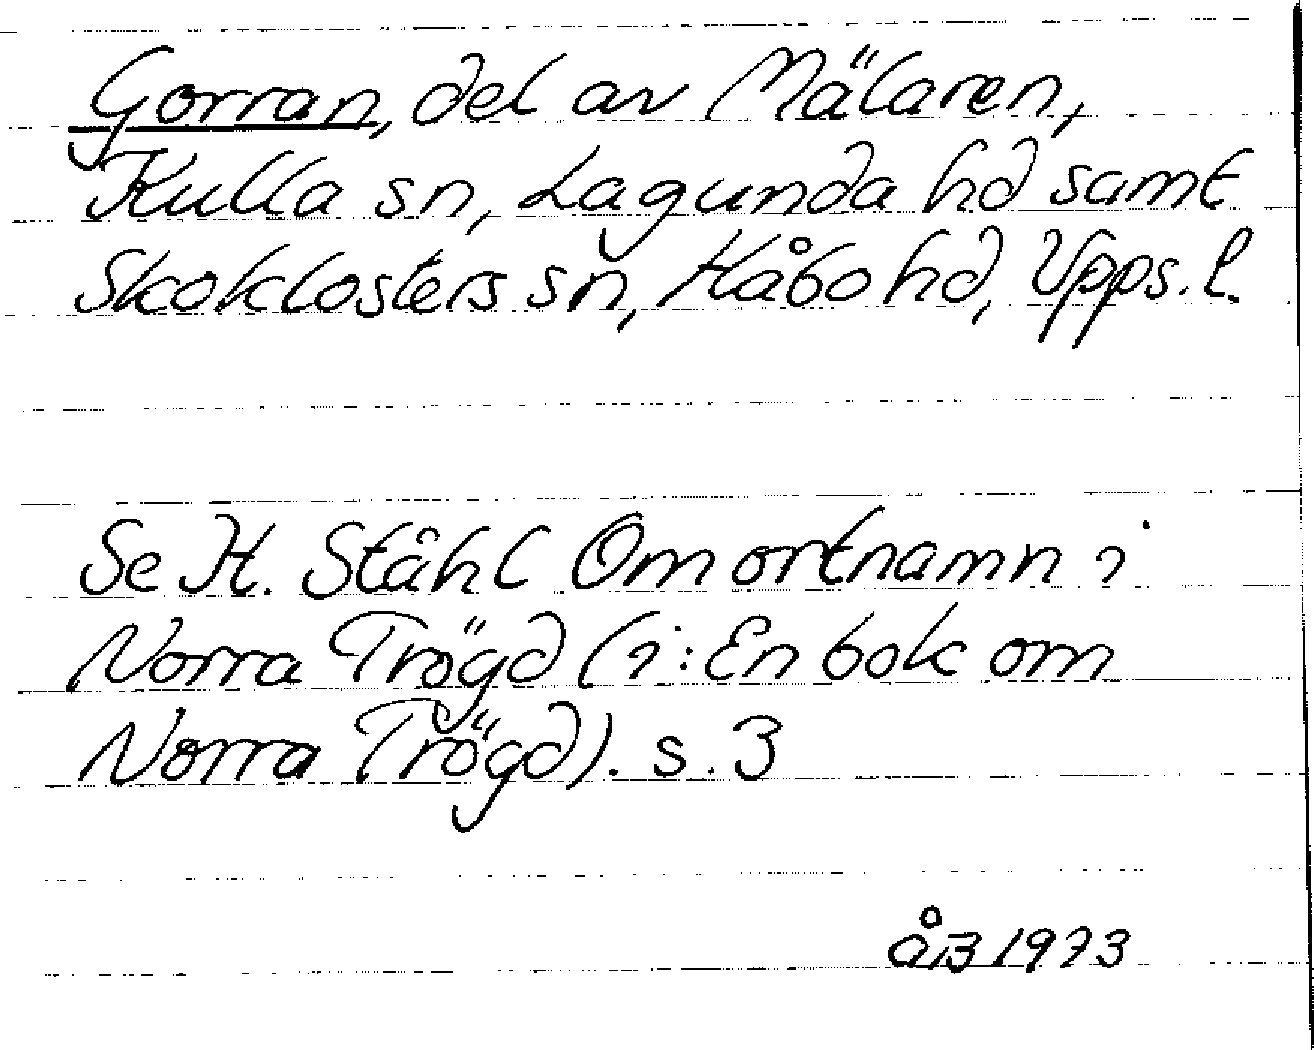 Gorran, del av Mälaren,
Kulla sn, Lagunda hd samt
Skoklosters sn, Håbo hd, Upps. l.
Se H. Ståhl Om ortnamn i
Norra Trögd (i: En bok om
Norra Trögd). s. 3
åB 1973